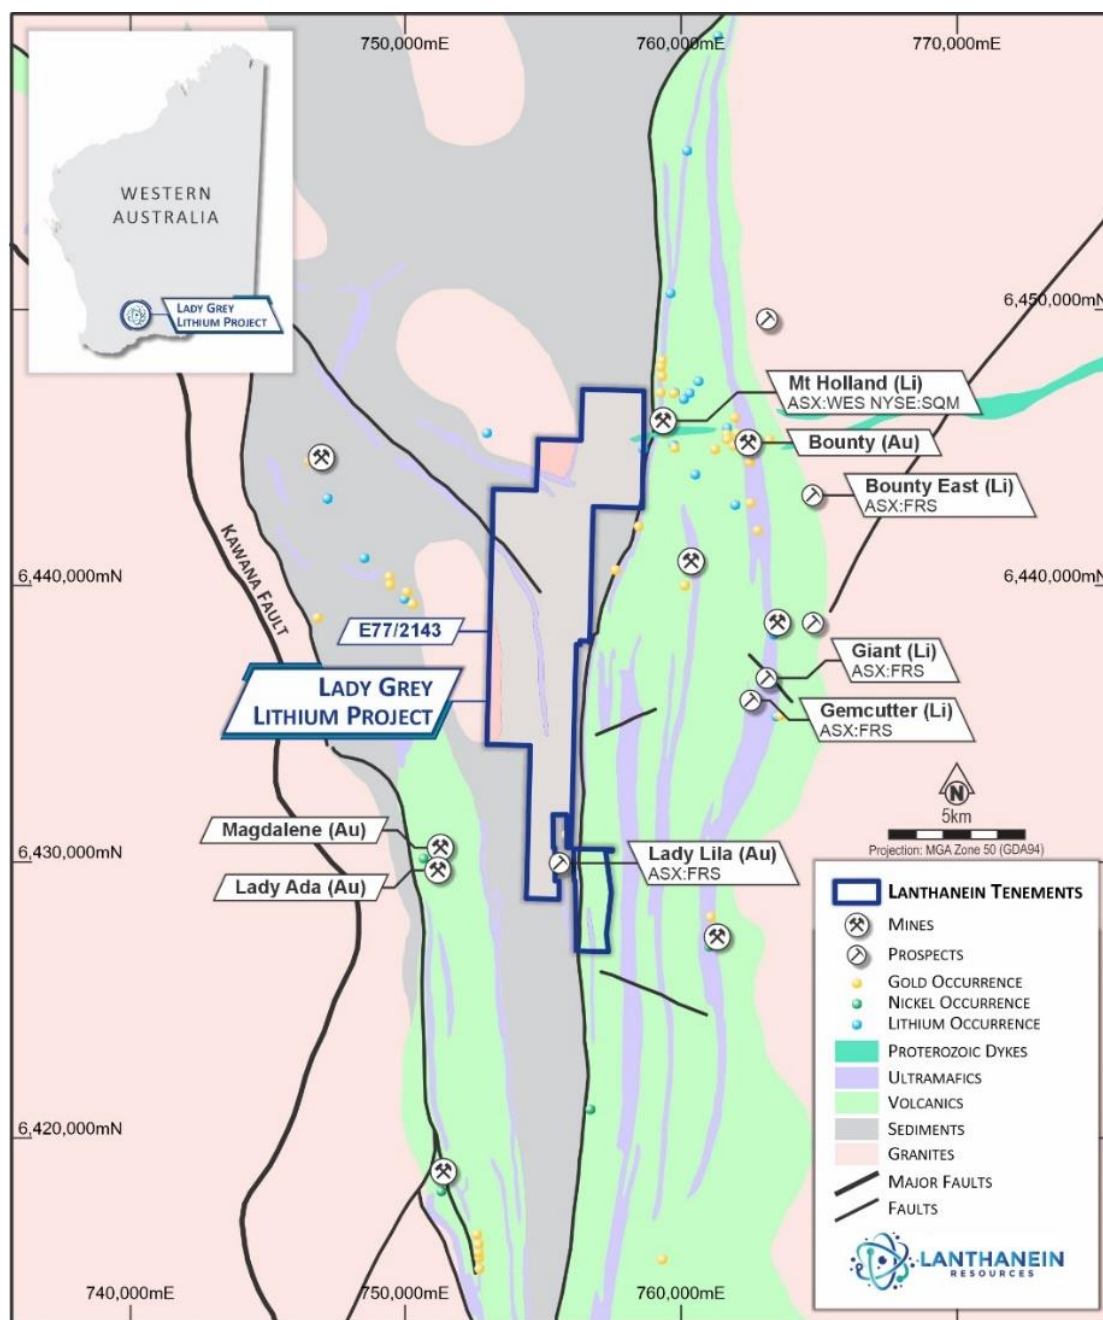 750,000mE
760,000mE
770,000mE
WESTERN
AUSTRALIA
LADY GREY
LITHIUM PROJECT
6,450,000mN
Mt Holland (Li)
ASX:WES NYSE:SQM
Bounty (Au)
Bounty East (Li)
ASX:FRS
KAWANA FAULT
6,440,000mN
6,440,000mN
E77/2143
LADY GREY
LITHIUM PROJECT
Giant (Li)
ASX:FRS
Gemcutter (Li)
ASX:FRS
N
5km
Projection: MGA Zone 50 (GDA94)
Magdalene (Au)
Lady Ada (Au)
6,430,000mN
Lady Lila (Au)
ASX:FRS
LANTHANEIN TENEMENTS
MINES
PROSPECTS
GOLD OCCURRENCE
NICKEL OCCURRENCE
LITHIUM OCCURRENCE
PROTEROZOIC DYKES
ULTRAMAFICS
VOLCANICS
SEDIMENTS
GRANITES
MAJOR FAULTS
FAULTS
LANTHANEIN
RESOURCES
6,420,000mN
740,000mE
750,000mE
760,000mE